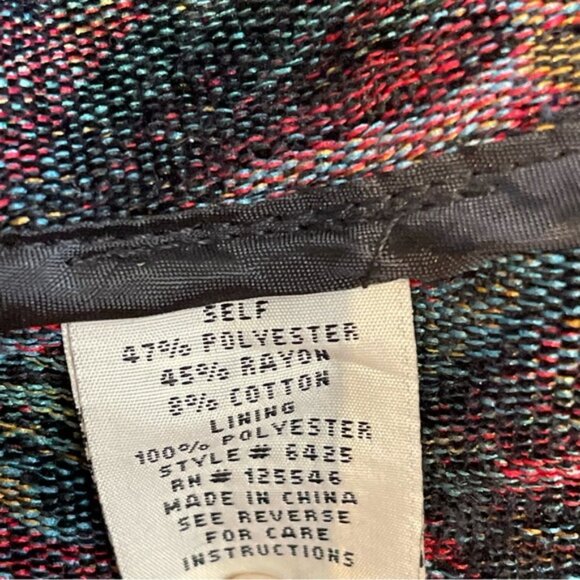 SELF
47% POLYESTER
45% RAYON
8% COTTON
LINING
100% POLYESTER
STYLE # 6425
RN # 125546
MADE IN CHINA
SEE REVERSE
FOR CARE
INSTRUCTIONS